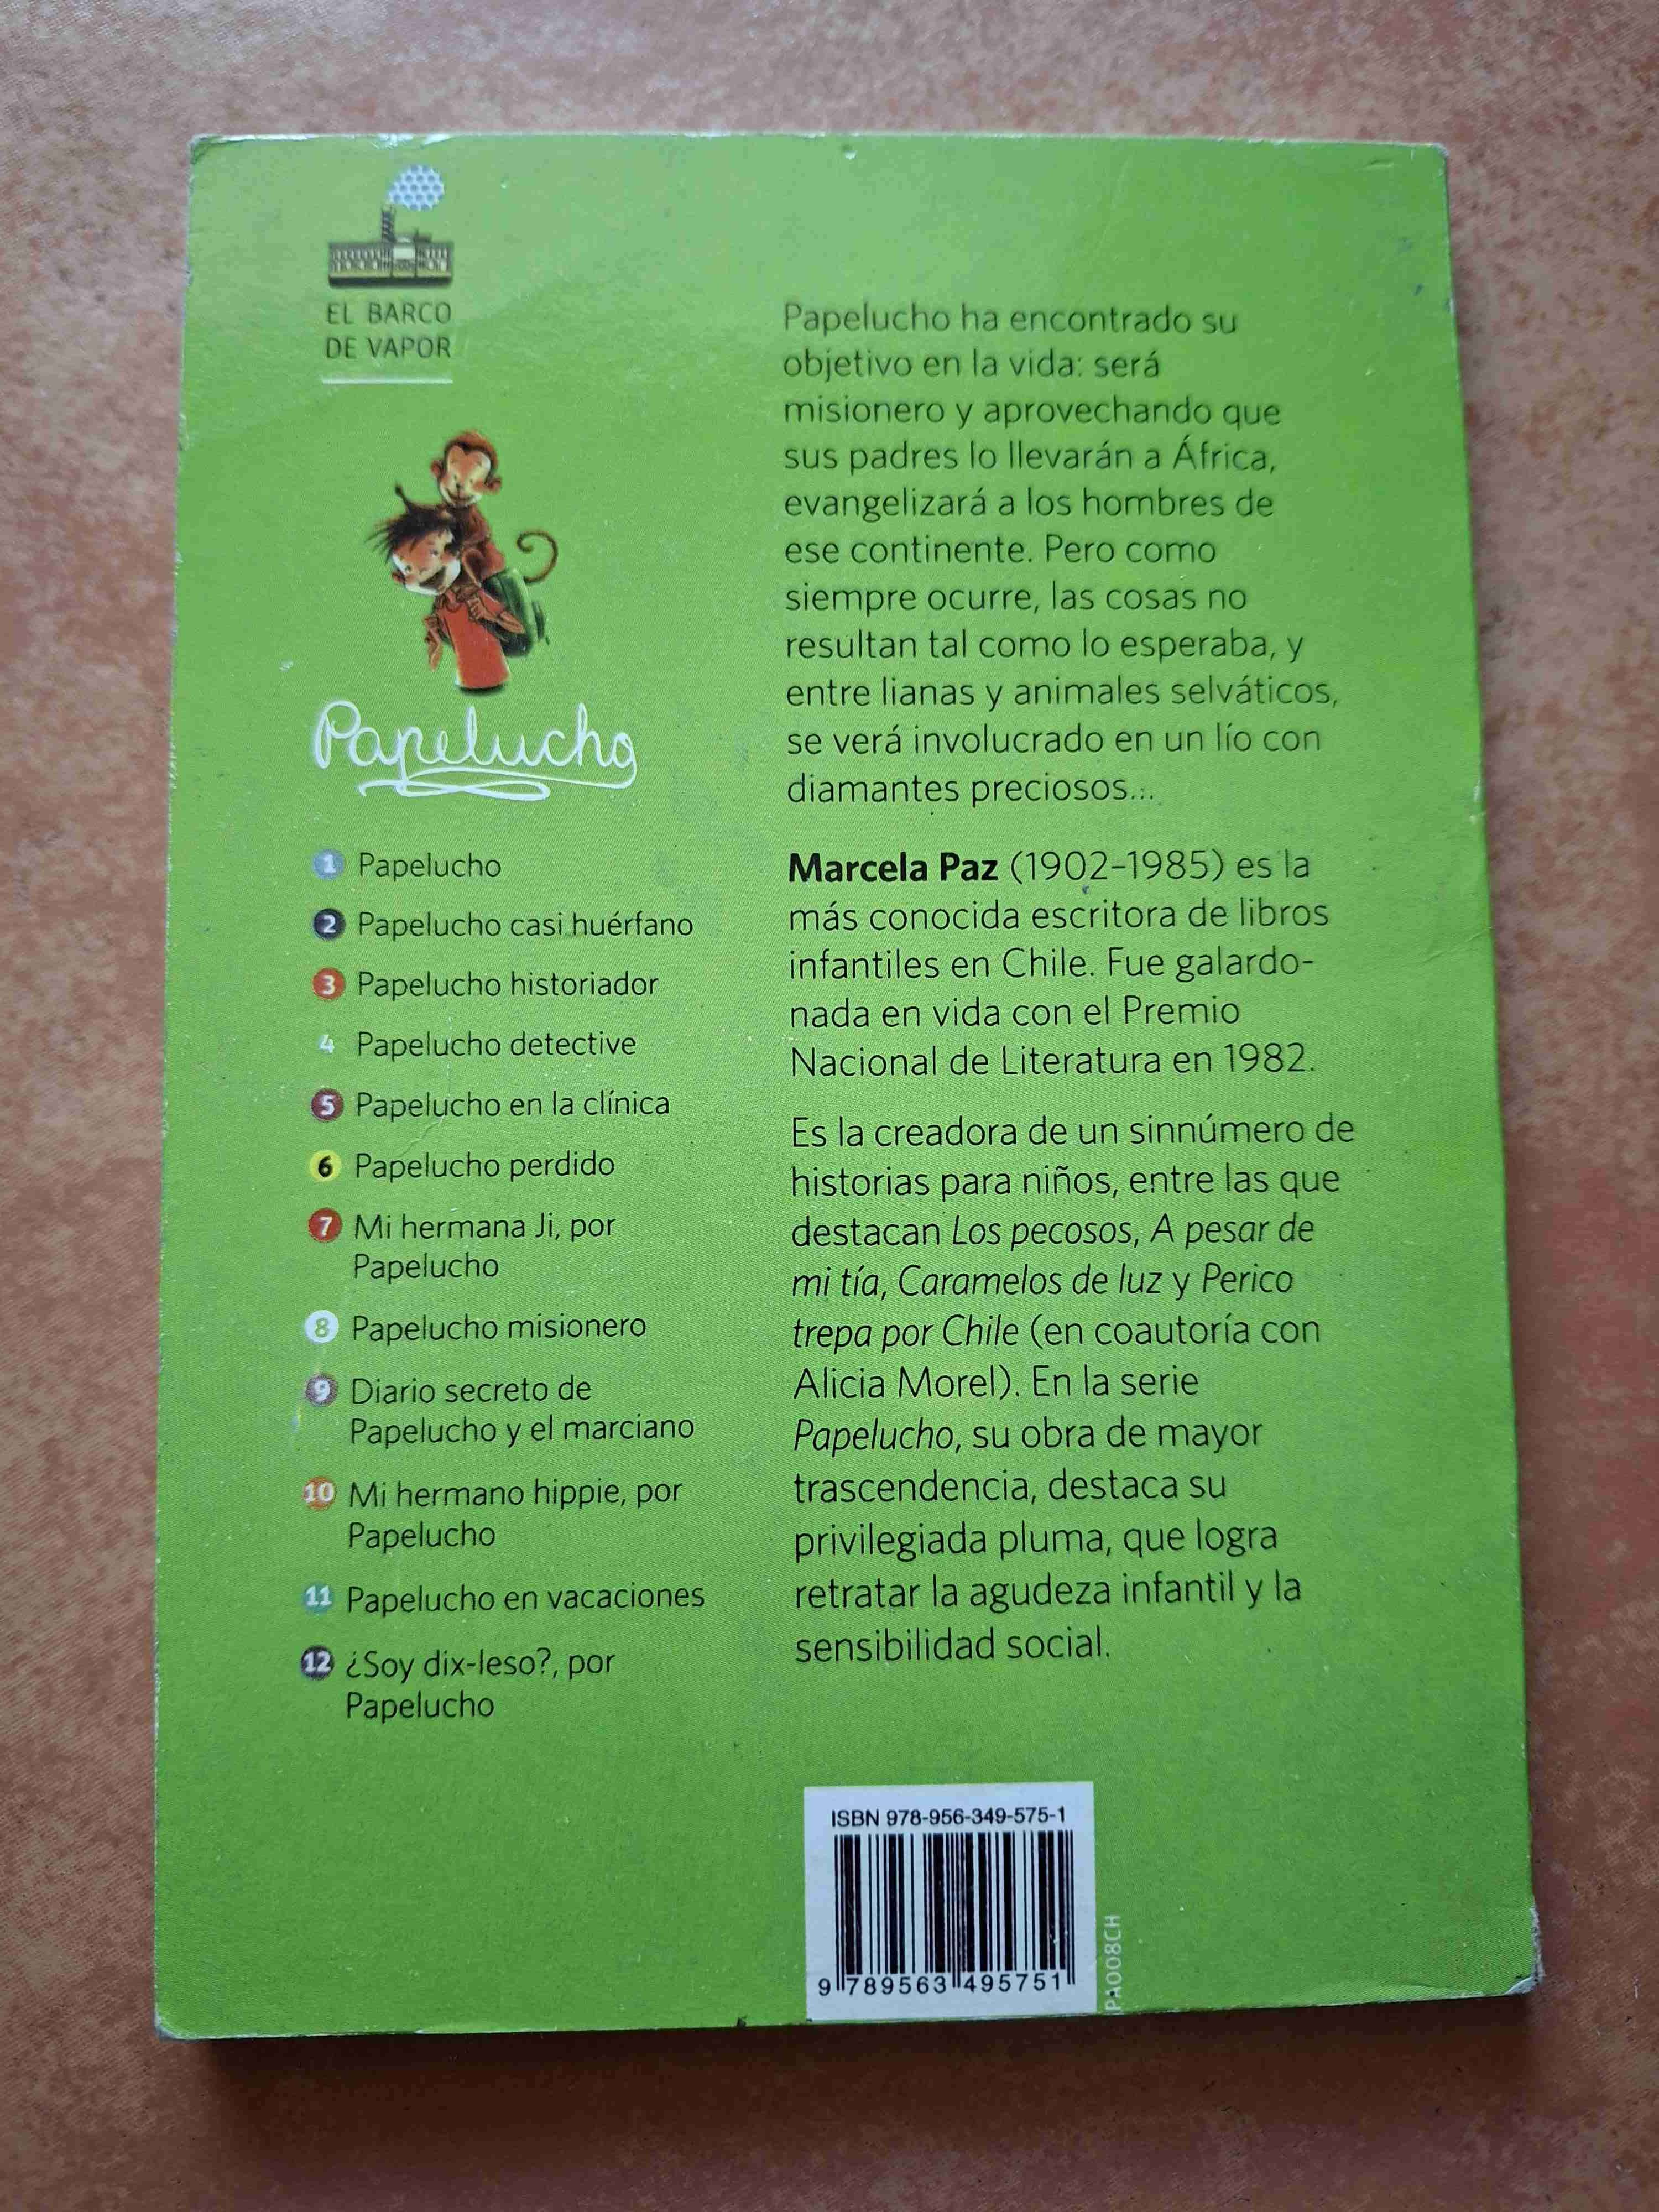 EL BARCO
DE VAPOR
Papelucho
1 Papelucho
2 Papelucho casi huérfano
3 Papelucho historiador
4 Papelucho detective
5 Papelucho en la clínica
6 Papelucho perdido
7 Mi hermana Ji, por
Papelucho
8 Papelucho misionero
9 Diario secreto de
Papelucho y el marciano
10 Mi hermano hippie, por
Papelucho
11 Papelucho en vacaciones
12 ¿Soy dix-leso?, por
Papelucho
Papelucho ha encontrado su
objetivo en la vida: será
misionero y aprovechando que
sus padres lo llevarán a África,
evangelizará a los hombres de
ese continente. Pero como
siempre ocurre, las cosas no
resultan tal como lo esperaba, y
entre lianas y animales selváticos,
se verá involucrado en un lío con
diamantes preciosos...
Marcela Paz (1902-1985) es la
más conocida escritora de libros
infantiles en Chile. Fue galardo-
nada en vida con el Premio
Nacional de Literatura en 1982.
Es la creadora de un sinnúmero de
historias para niños, entre las que
destacan Los pecosos, A pesar de
mi tía, Caramelos de luz y Perico
trepa por Chile (en coautoría con
Alicia Morel). En la serie
Papelucho, su obra de mayor
trascendencia, destaca su
privilegiada pluma, que logra
retratar la agudeza infantil y la
sensibilidad social.
ISBN 978-956-349-575-1
9 789563 495751
PA008CH